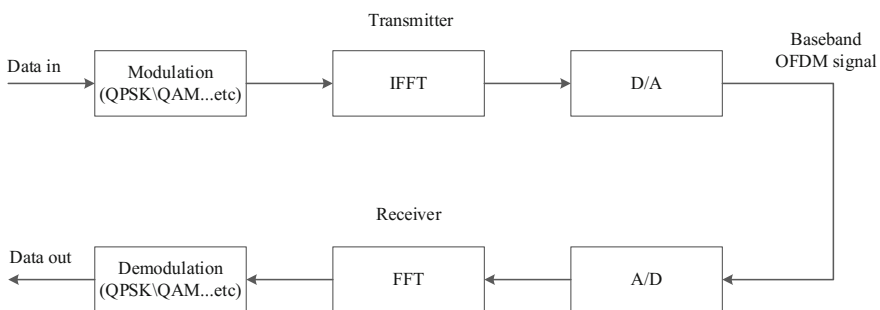 Transmitter
Baseband
OFDM signal
Data in
Modulation
(QPSK\QAM...etc)
IFFT
D/A
Receiver
Data out
Demodulation
(QPSK\QAM...etc)
FFT
A/D